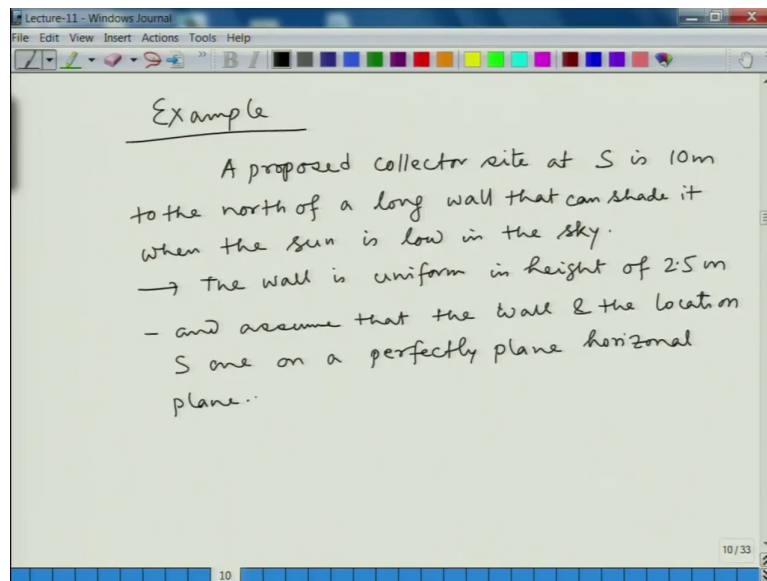 Lecture-11 - Windows Journal
File Edit View Insert Actions Tools Help
B I
Example
A proposed collector site at S is 10m
to the north of a long wall that can shade it
when the sun is low in the sky.
→ The wall is uniform in height of 2.5 m
- and assume that the wall & the location
S are on a perfectly plane horizonal
plane..
10/33
10